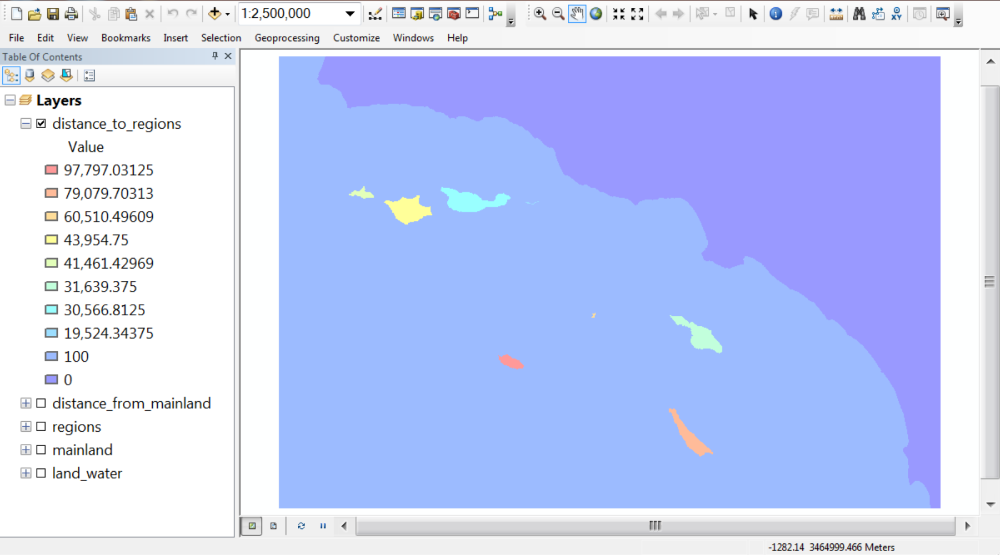 1:2,500,000
XY
File Edit View Bookmarks Insert Selection Geoprocessing Customize Windows Help
Table Of Contents
Layers
distance_to_regions
Value
97,797.03125
79,079.70313
60,510.49609
43,954.75
41,461.42969
31,639.375
30,566.8125
19,524.34375
100
0
distance_from_mainland
regions
mainland
land_water
-1282.14 3464999.466 Meters